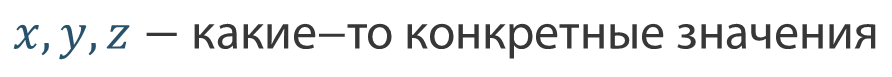 x, y, z — какие–то конкретные значения